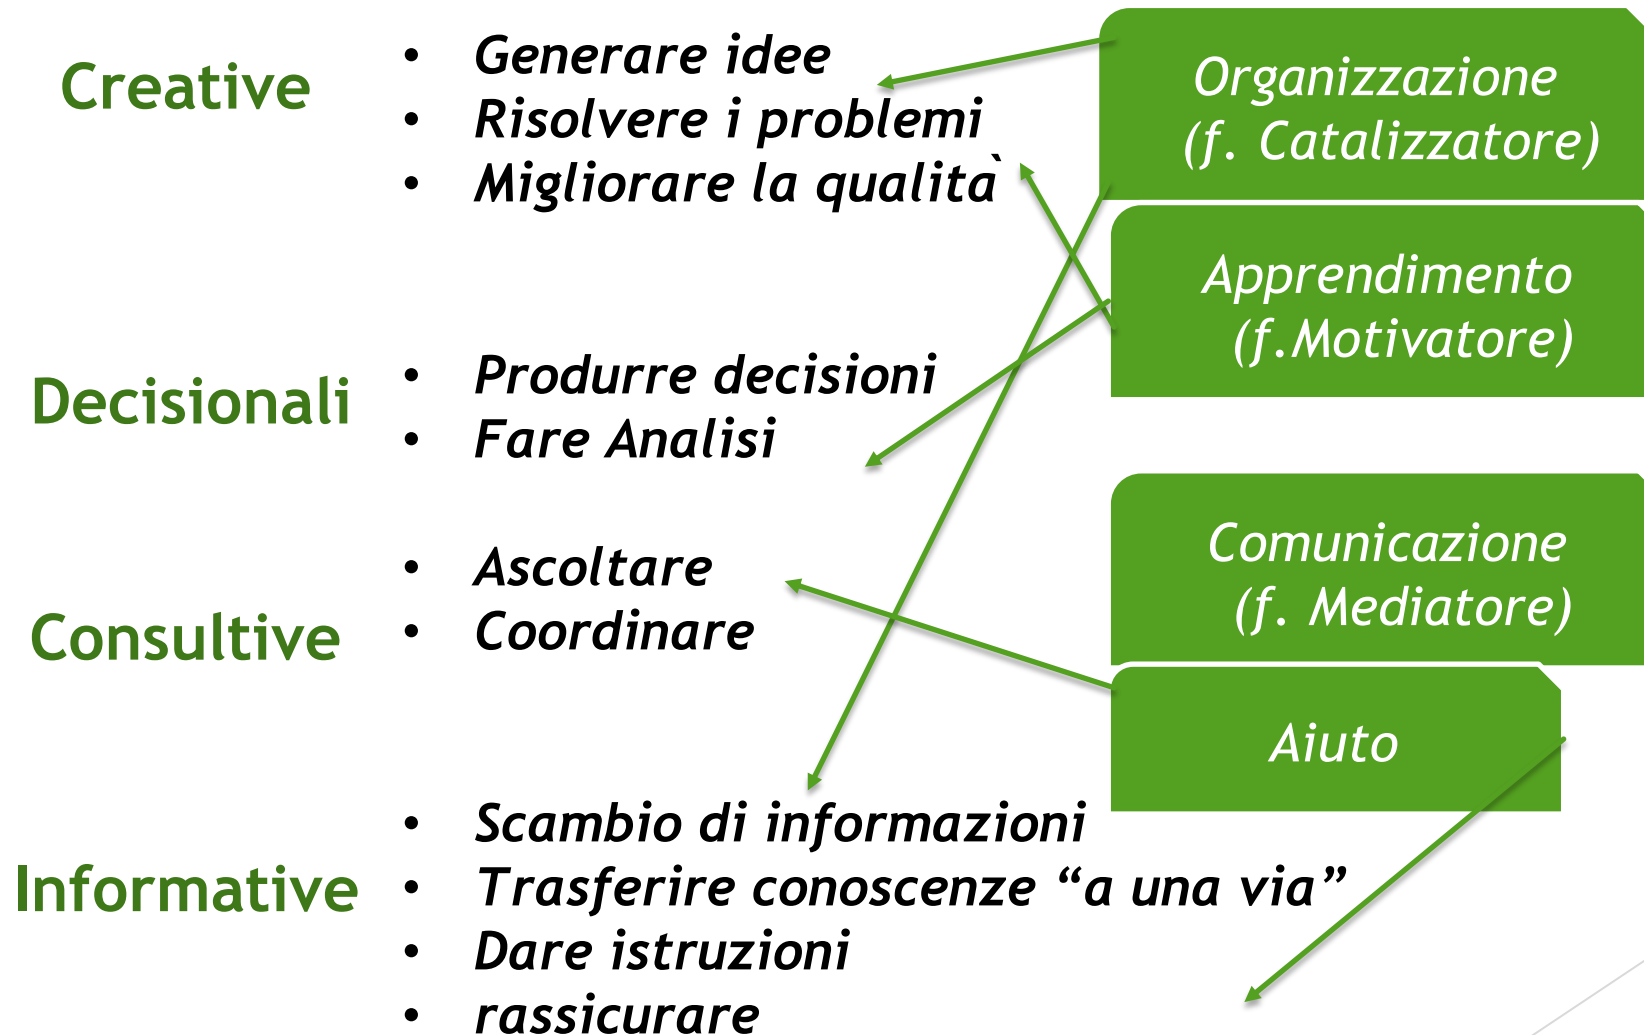 Creative
• Generare idee
• Risolvere i problemi
• Migliorare la qualità
Decisionali
• Produrre decisioni
• Fare Analisi
Consultive
• Ascoltare
• Coordinare
Informative
• Scambio di informazioni
• Trasferire conoscenze “a una via”
• Dare istruzioni
• rassicurare
Organizzazione
(f. Catalizzatore)
Apprendimento
(f.Motivatore)
Comunicazione
(f. Mediatore)
Aiuto